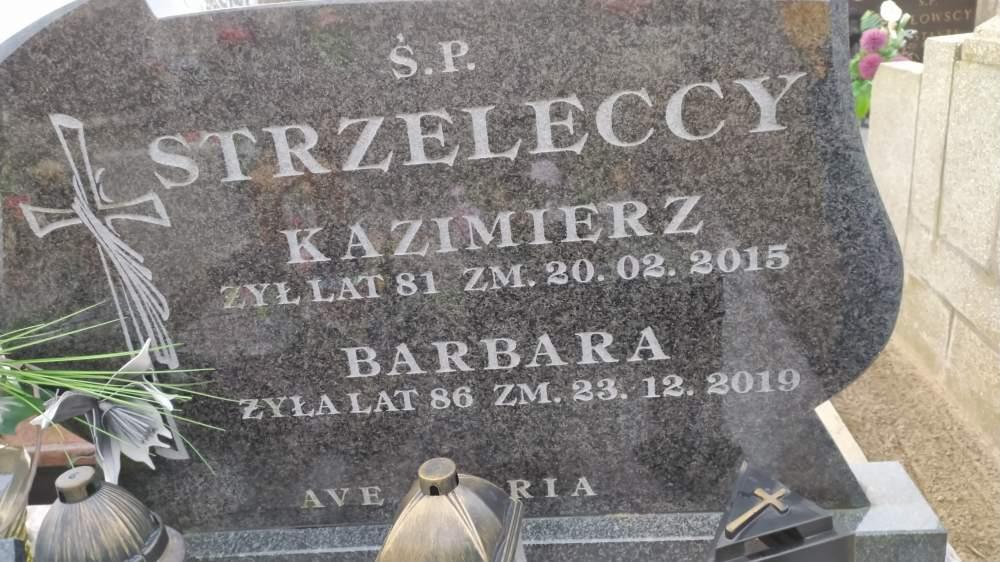 Ś.P.
STRZELECCY
KAZIMIERZ
ŻYŁ LAT 81 ZM. 20. 02. 2015
BARBARA
ŻYŁA LAT 86 ZM. 23. 12. 2019
AVE